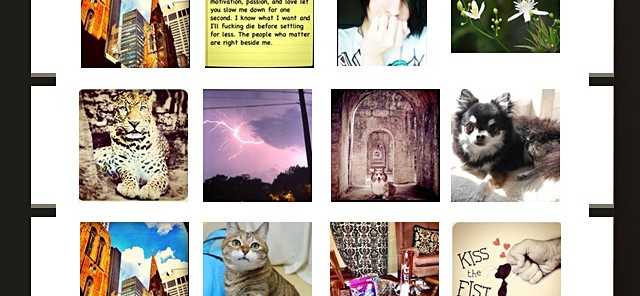 motivation, passion, and love let
you slow me down for one
second. I know what I want and
I'll fucking die before settling
for less. The people who matter
are right beside me.
KISS
the
FIST